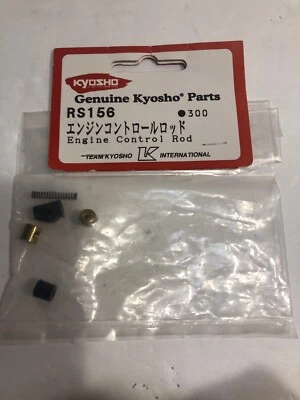 KYOSHO
Genuine Kyosho® Parts
RS156 ●300
エンジンコントロールロッド
Engine Control Rod
TEAM KYOSHO K INTERNATIONAL